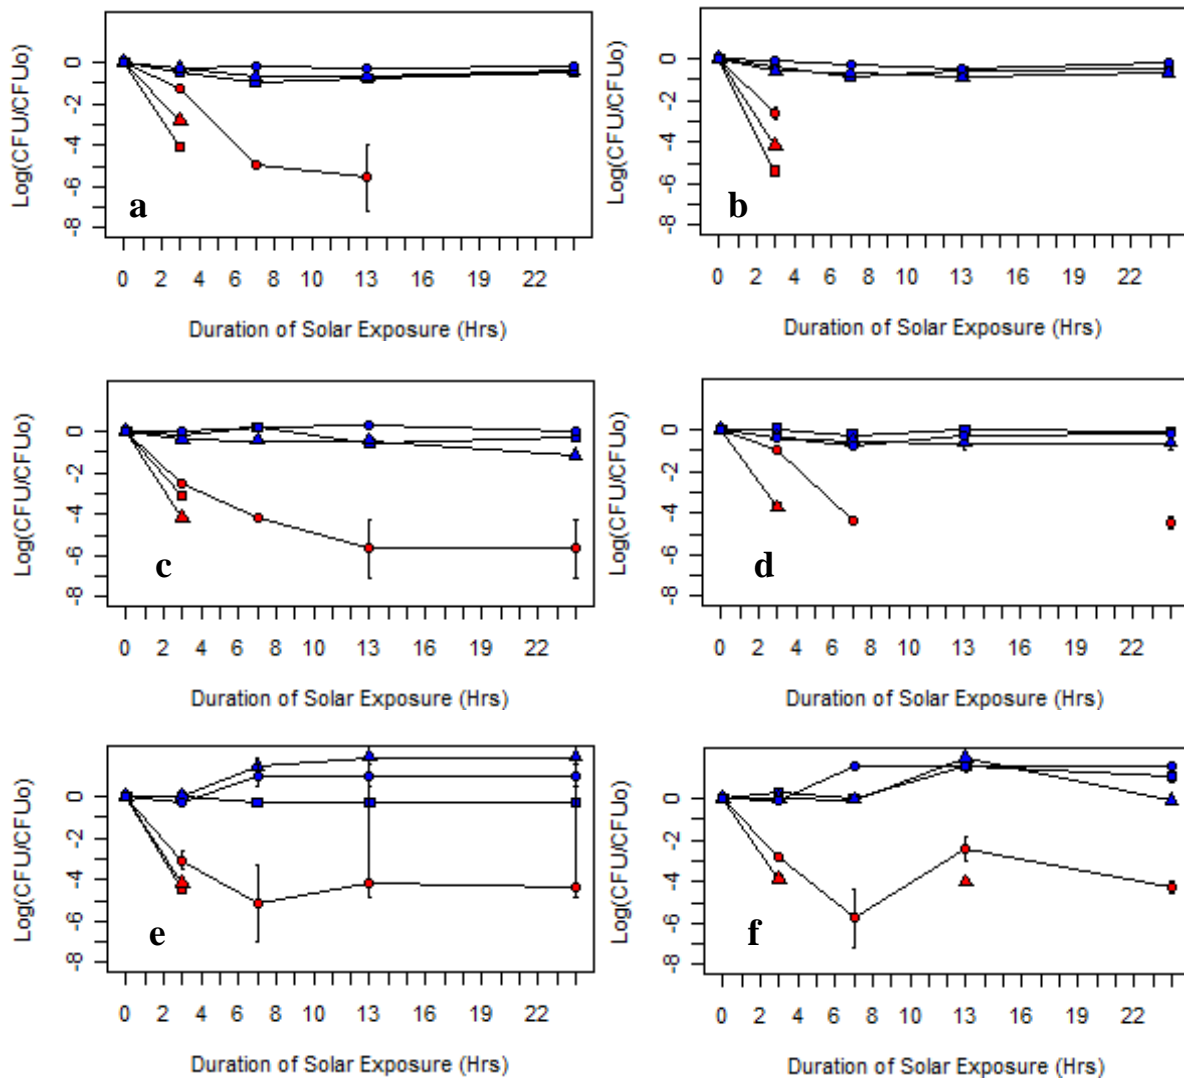 Log(CFU/CFUo)
0
-2
-4
-6
-8
a
0 2 4 6 8 10 13 16 19 22
Duration of Solar Exposure (Hrs)
Log(CFU/CFUo)
0
-2
-4
-6
-8
b
0 2 4 6 8 10 13 16 19 22
Duration of Solar Exposure (Hrs)
Log(CFU/CFUo)
0
-2
-4
-6
-8
c
0 2 4 6 8 11 13 16 19 22
Duration of Solar Exposure (Hrs)
Log(CFU/CFUo)
0
-2
-4
-6
-8
d
0 2 4 6 8 10 13 16 19 22
Duration of Solar Exposure (Hrs)
Log(CFU/CFUo)
0
-2
-4
-6
-8
e
0 2 4 6 8 11 13 16 19 22
Duration of Solar Exposure (Hrs)
Log(CFU/CFUo)
0
-2
-4
-6
-8
f
0 2 4 6 8 10 13 16 19 22
Duration of Solar Exposure (Hrs)